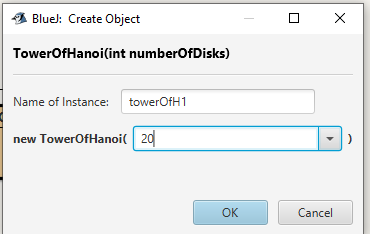 BlueJ: Create Object
TowerOfHanoi(int numberOfDisks)
Name of Instance: towerOfH1
new TowerOfHanoi( 20 )
OK Cancel